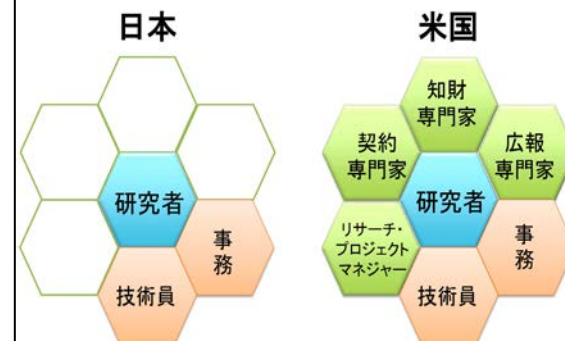 日本
研究者
事
務
技術員
米国
知財
専門家
契約
専門家
広報
専門家
研究者
リサーチ・
プロジェクト
マネジャー
事
務
技術員